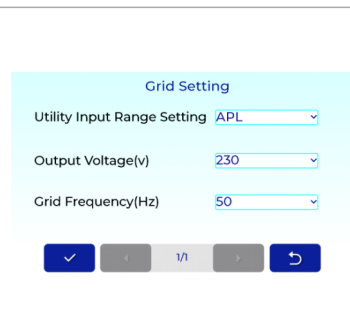 Grid Setting
Utility Input Range Setting APL
Output Voltage(v) 230
Grid Frequency(Hz) 50
1/1